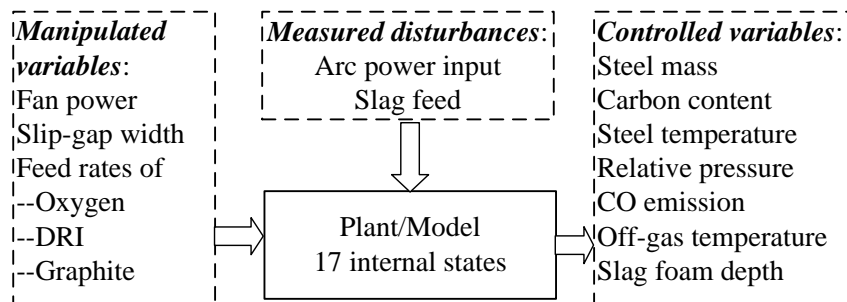 Manipulated
variables:
Fan power
Slip-gap width
Feed rates of
--Oxygen
--DRI
--Graphite
Measured disturbances:
Arc power input
Slag feed
Plant/Model
17 internal states
Controlled variables:
Steel mass
Carbon content
Steel temperature
Relative pressure
CO emission
Off-gas temperature
Slag foam depth